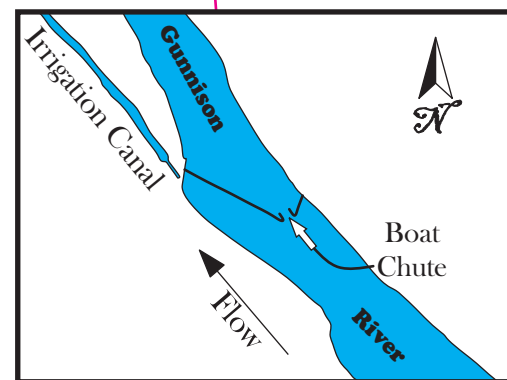 Irrigation Canal
Gunnison
N
Boat
Chute
Flow
River